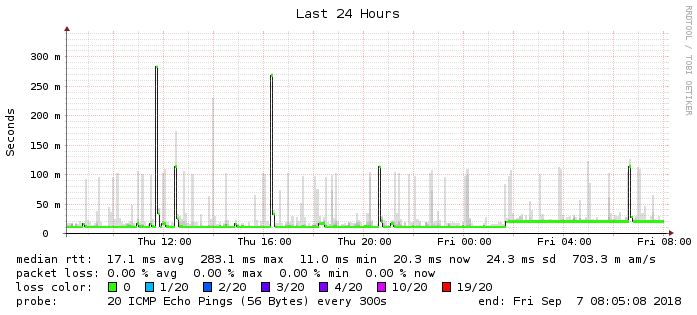 Last 24 Hours
RRDTOOL / TOBI OETIKER
Seconds
300 m
250 m
200 m
150 m
100 m
50 m
0
Thu 12:00 Thu 16:00 Thu 20:00 Fri 00:00 Fri 04:00 Fri 08:00
median rtt: 17.1 ms avg 283.1 ms max 11.0 ms min 20.3 ms now 24.3 ms sd 703.3 m am/s
packet loss: 0.00 % avg 0.00 % max 0.00 % min 0.00 % now
loss color: 0 1/20 2/20 3/20 4/20 10/20 19/20
probe: 20 ICMP Echo Pings (56 Bytes) every 300s end: Fri Sep 7 08:05:08 2018